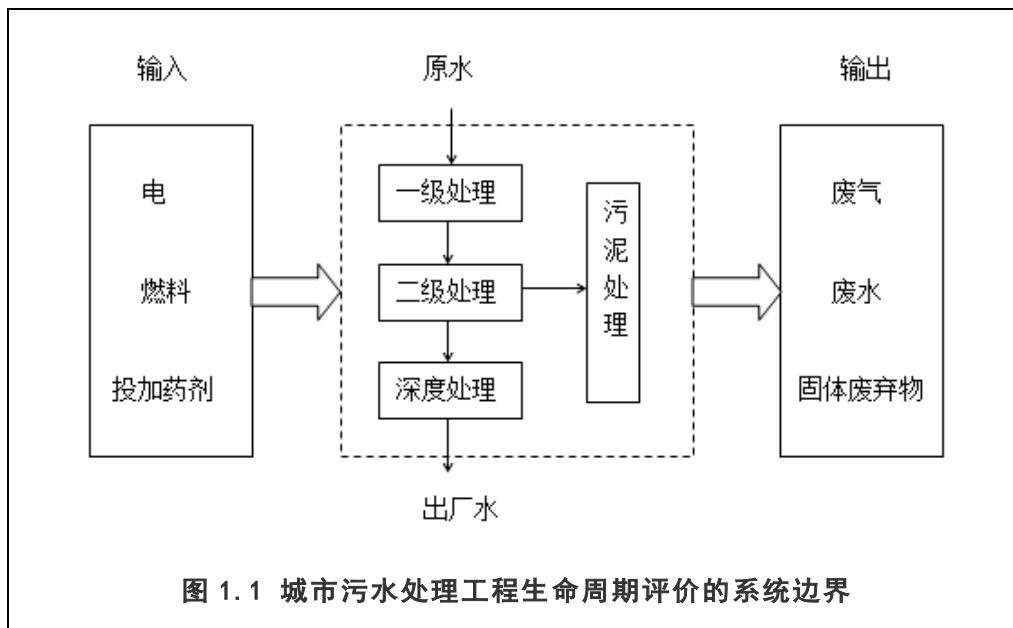 输入
原水
输出
电
燃料
投加药剂
一级处理
二级处理
深度处理
污泥处理
废气
废水
固体废弃物
出厂水
图 1.1 城市污水处理工程生命周期评价的系统边界